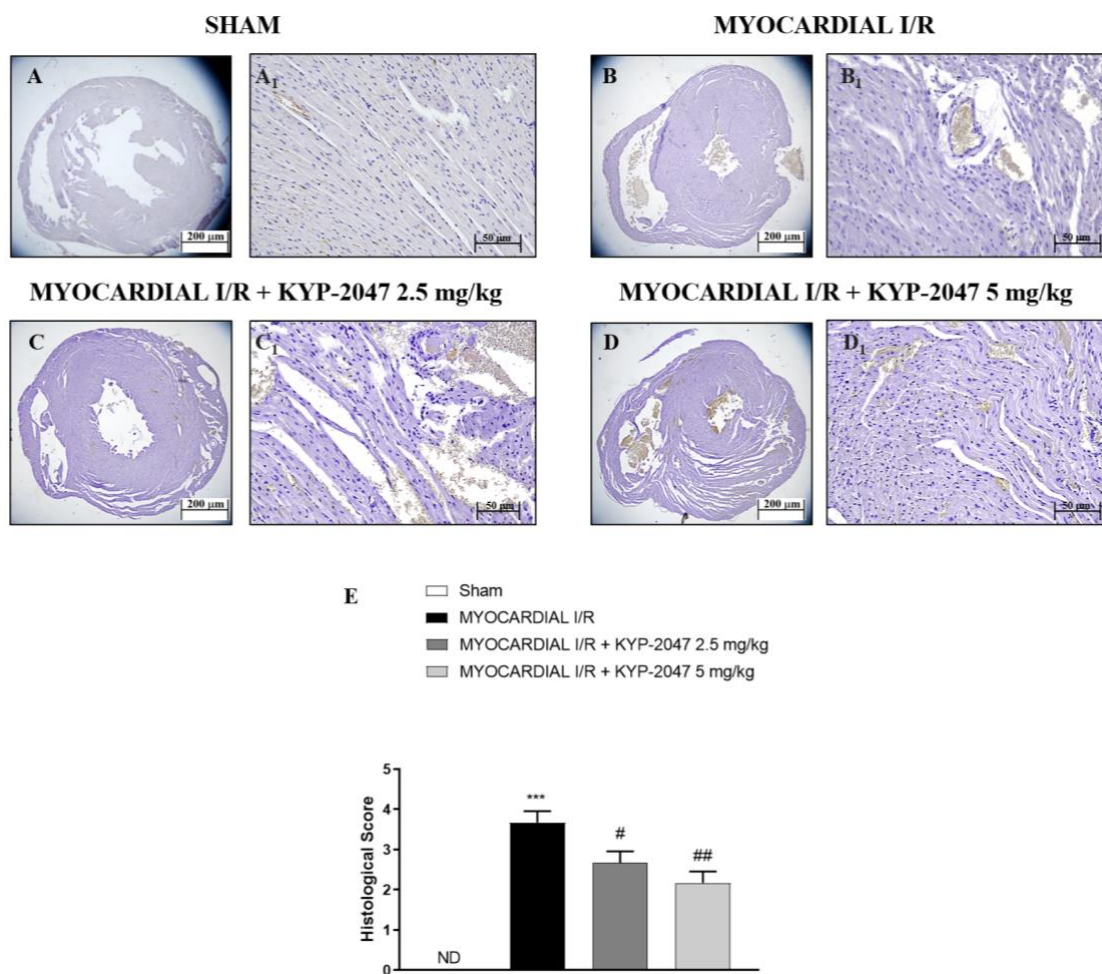 SHAM
MYOCARDIAL I/R
A
A1
B
B1
200 μm
50 μm
200 μm
50 μm
MYOCARDIAL I/R + KYP-2047 2.5 mg/kg
MYOCARDIAL I/R + KYP-2047 5 mg/kg
C
C1
D
D1
200 μm
50 μm
200 μm
50 μm
E
Sham
MYOCARDIAL I/R
MYOCARDIAL I/R + KYP-2047 2.5 mg/kg
MYOCARDIAL I/R + KYP-2047 5 mg/kg
Histological Score
5
4
3
2
1
0
ND
***
#
##